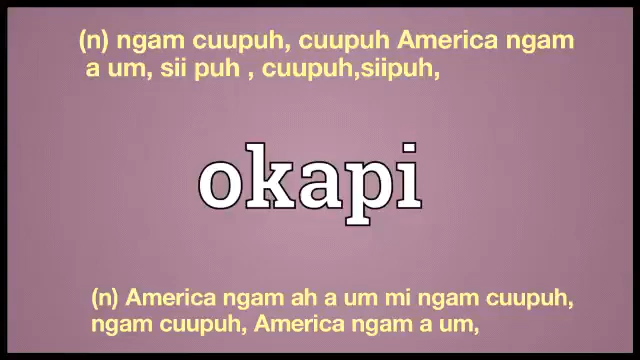 (n) ngam cuupuh, cuupuh America ngam
a um, sii puh , cuupuh,siipuh,
okapi
(n) America ngam ah a um mi ngam cuupuh,
ngam cuupuh, America ngam a um,